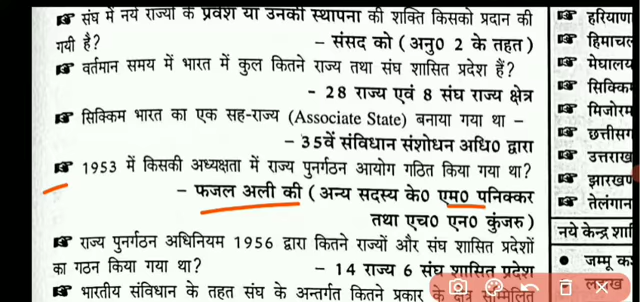 ☞ संघ में नये राज्यों के प्रवेश या उनकी स्थापना की शक्ति किसको प्रदान की
गयी है? – संसद को (अनु0 2 के तहत)
☞ वर्तमान समय में भारत में कुल कितने राज्य तथा संघ शासित प्रदेश हैं?
– 28 राज्य एवं 8 संघ राज्य क्षेत्र
☞ सिक्किम भारत का एक सह-राज्य (Associate State) बनाया गया था –
– 35वें संविधान संशोधन अधि0 द्वारा
☞ 1953 में किसकी अध्यक्षता में राज्य पुनर्गठन आयोग गठित किया गया था?
– फजल अली की (अन्य सदस्य के0 एम0 पनिक्कर
तथा एच0 एन0 कुंजरु)
☞ राज्य पुनर्गठन अधिनियम 1956 द्वारा कितने राज्यों और संघ शासित प्रदेशों
का गठन किया गया था? – 14 राज्य 6 संघ शासित प्रदेश
☞ भारतीय संविधान के तहत संघ के अन्तर्गत कितने प्रकार के क्षेत्र सम्मिलित
☞ हरियाण
☞ हिमाचल
☞ मेघालय
☞ सिक्कि
☞ मिजोरम
☞ छत्तीसग
☞ उत्तराख
☞ झारखण
☞ तेलंगान
नये केन्द्र शासि
● जम्मू क